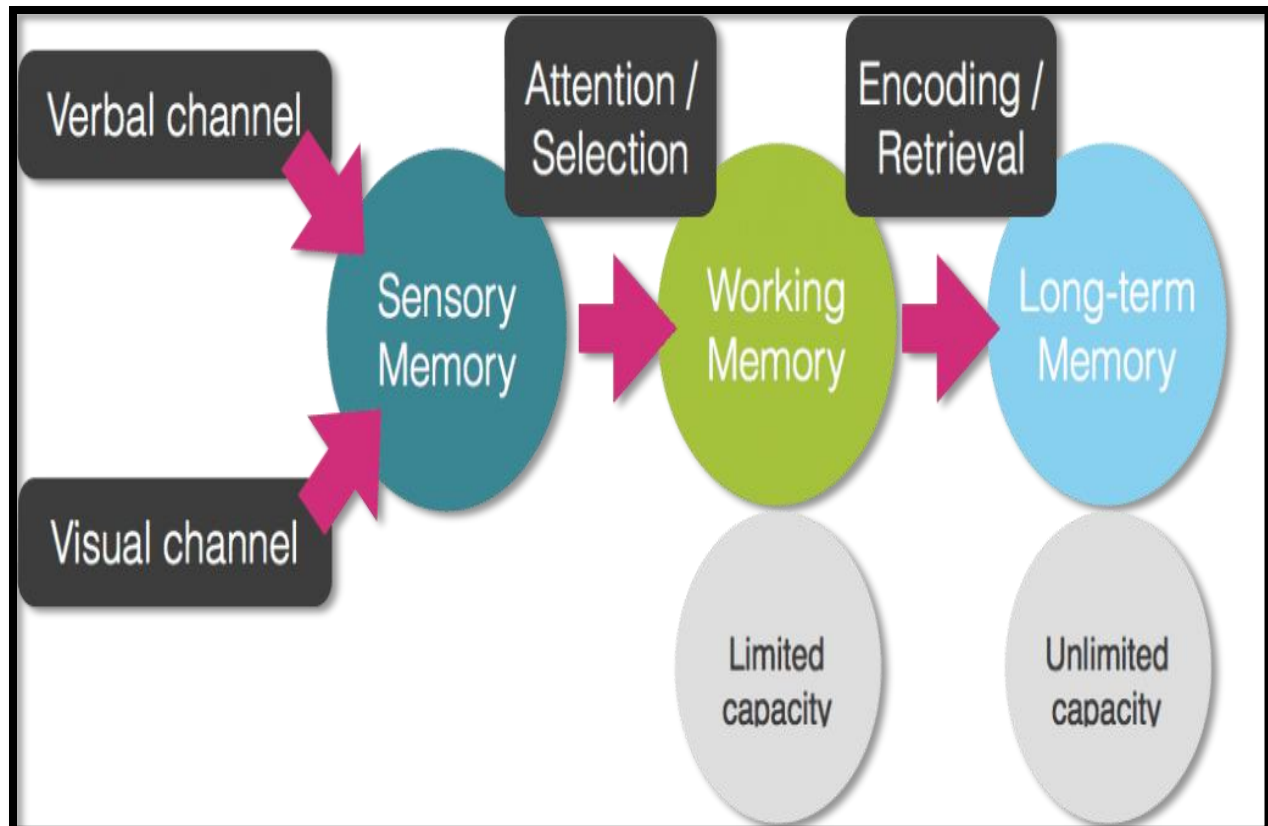 Verbal channel
Attention /
Selection
Encoding /
Retrieval
Sensory
Memory
Working
Memory
Long-term
Memory
Visual channel
Limited
capacity
Unlimited
capacity